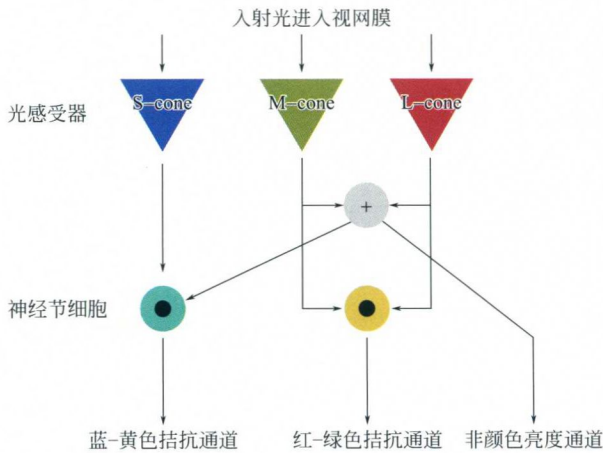 入射光进入视网膜
光感受器
S-cone
M-cone
L-cone
+
神经节细胞
蓝-黄色拮抗通道
红-绿色拮抗通道
非颜色亮度通道